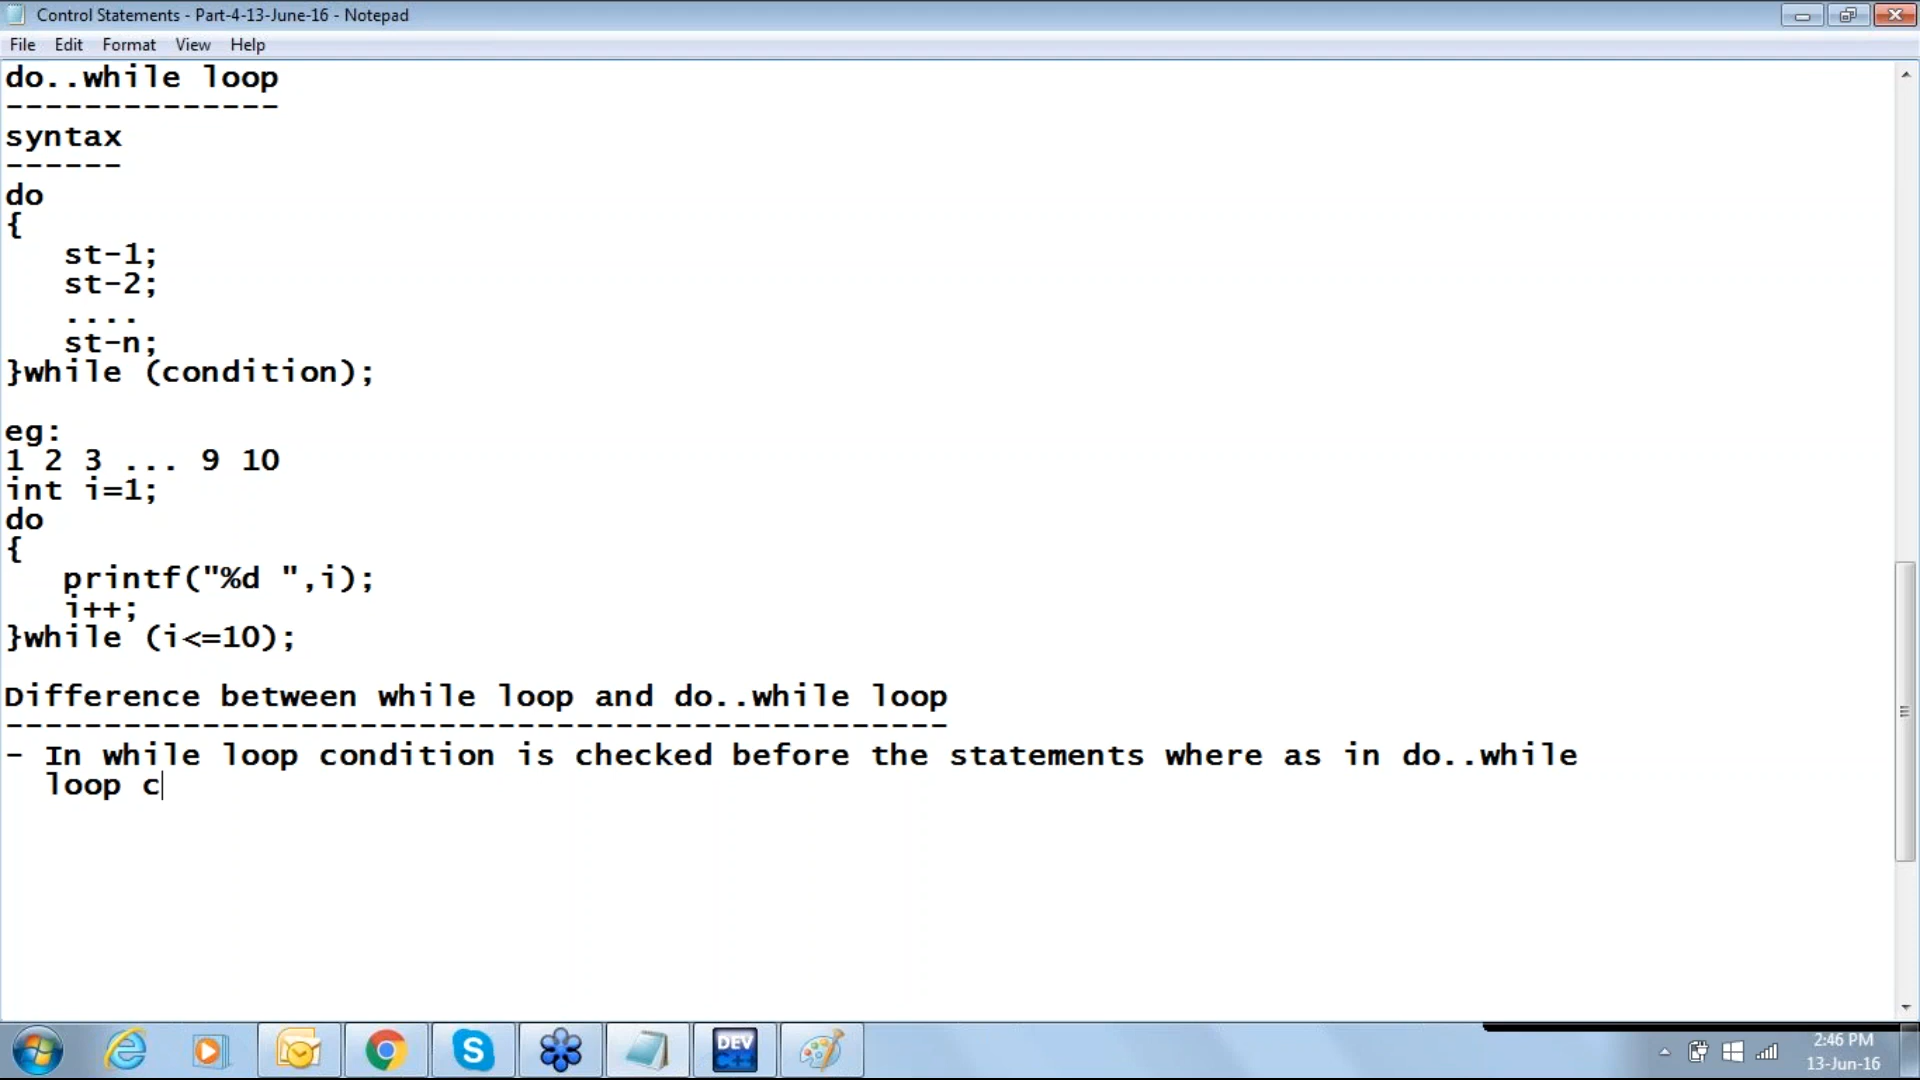 Control Statements - Part-4-13-June-16 - Notepad
File Edit Format View Help
do..while loop
--------------
syntax
------
do
{
   st-1;
   st-2;
   ....
   st-n;
}while (condition);

eg:
1 2 3 ... 9 10
int i=1;
do
{
   printf("%d ",i);
   i++;
}while (i<=10);

Difference between while loop and do..while loop
------------------------------------------------
- In while loop condition is checked before the statements where as in do..while
  loop c
DEV
C++
S
2:46 PM
13-Jun-16